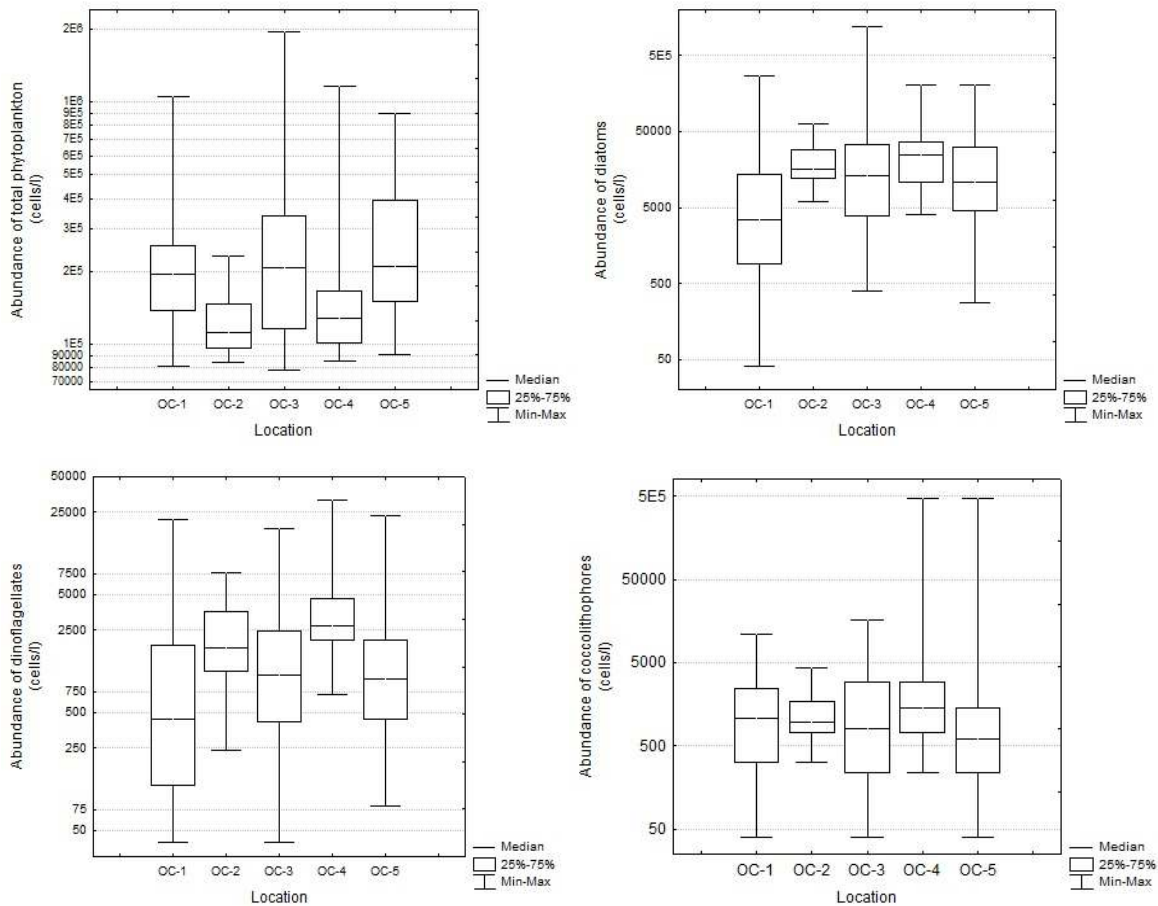 Abundance of total phytoplankton
(cells/l)
2E6
1E6
9E5
8E5
7E5
6E5
5E5
4E5
3E5
2E5
1E5
90000
80000
70000
OC-1 OC-2 OC-3 OC-4 OC-5
Location
Median
25%-75%
Min-Max
Abundance of diatoms
(cells/l)
5E5
50000
5000
500
50
OC-1 OC-2 OC-3 OC-4 OC-5
Location
Median
25%-75%
Min-Max
Abundance of dinoflagellates
(cells/l)
50000
25000
7500
5000
2500
750
500
250
75
50
OC-1 OC-2 OC-3 OC-4 OC-5
Location
Median
25%-75%
Min-Max
Abundance of coccolithophores
(cells/l)
5E5
50000
5000
500
50
OC-1 OC-2 OC-3 OC-4 OC-5
Location
Median
25%-75%
Min-Max